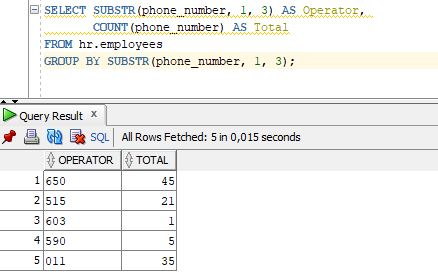 SELECT SUBSTR(phone_number, 1, 3) AS Operator,
COUNT(phone_number) AS Total
FROM hr.employees
GROUP BY SUBSTR(phone_number, 1, 3);
Query Result x
SQL | All Rows Fetched: 5 in 0,015 seconds
OPERATOR TOTAL
1 650 45
2 515 21
3 603 1
4 590 5
5 011 35